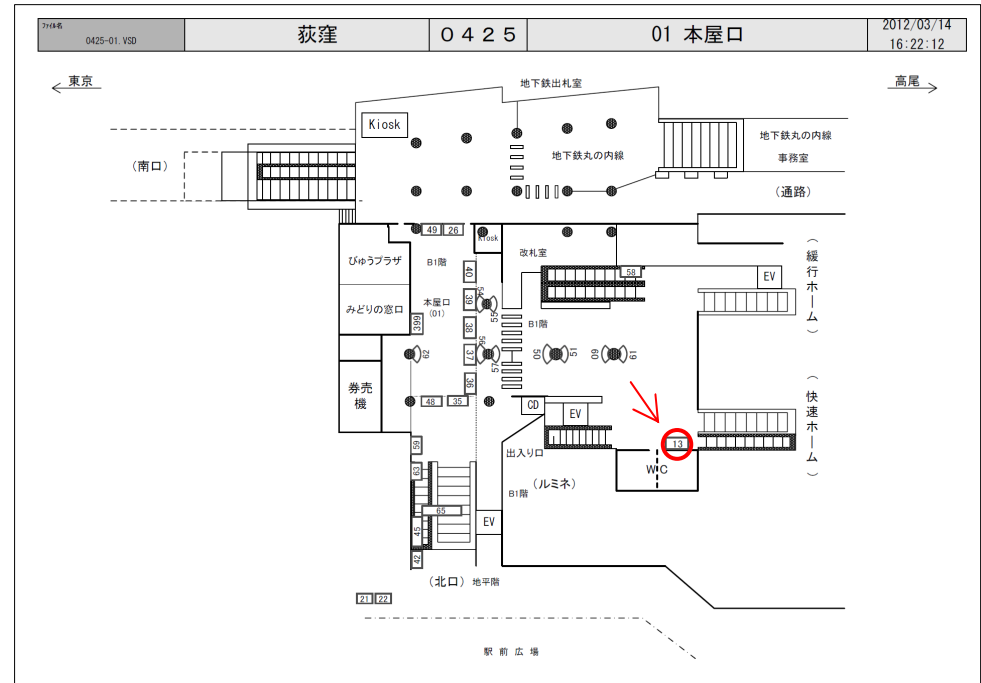 ファイル名
0425-01.VSD
荻窪
０４２５
01 本屋口
2012/03/14
16:22:12
東京
高尾
地下鉄出札室
Kiosk
地下鉄丸の内線
地下鉄丸の内線
事務室
(南口)
(通路)
49
26
Kiosk
改札室
びゅうプラザ
B1階
40
58
EV
(緩行ホーム)
みどりの窓口
本屋口
(01)
39
54
55
399
38
B1階
62
37
56
57
50
51
60
61
券売
機
36
48
35
CD
EV
(快速ホーム)
59
出入り口
13
63
WC
(ルミネ)
B1階
65
45
EV
42
(北口)
地平階
21
22
駅前広場